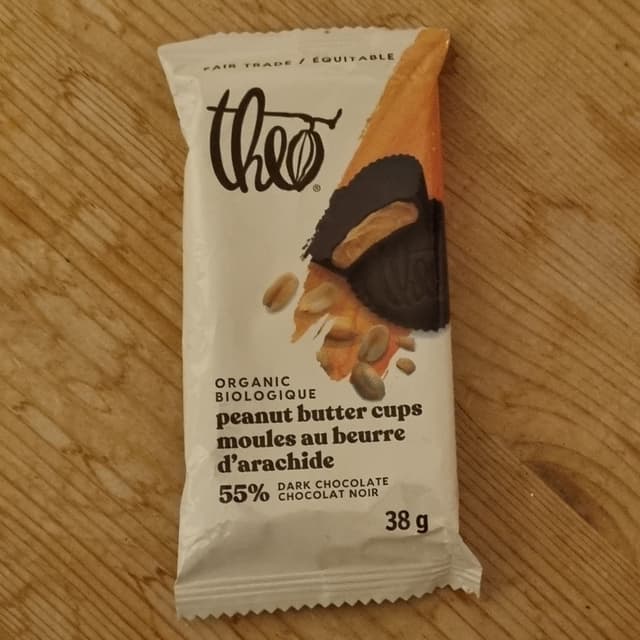 FAIR TRADE / ÉQUITABLE
theo®
theo
ORGANIC
BIOLOGIQUE
peanut butter cups
moules au beurre
d'arachide
55% DARK CHOCOLATE
CHOCOLAT NOIR
38 g